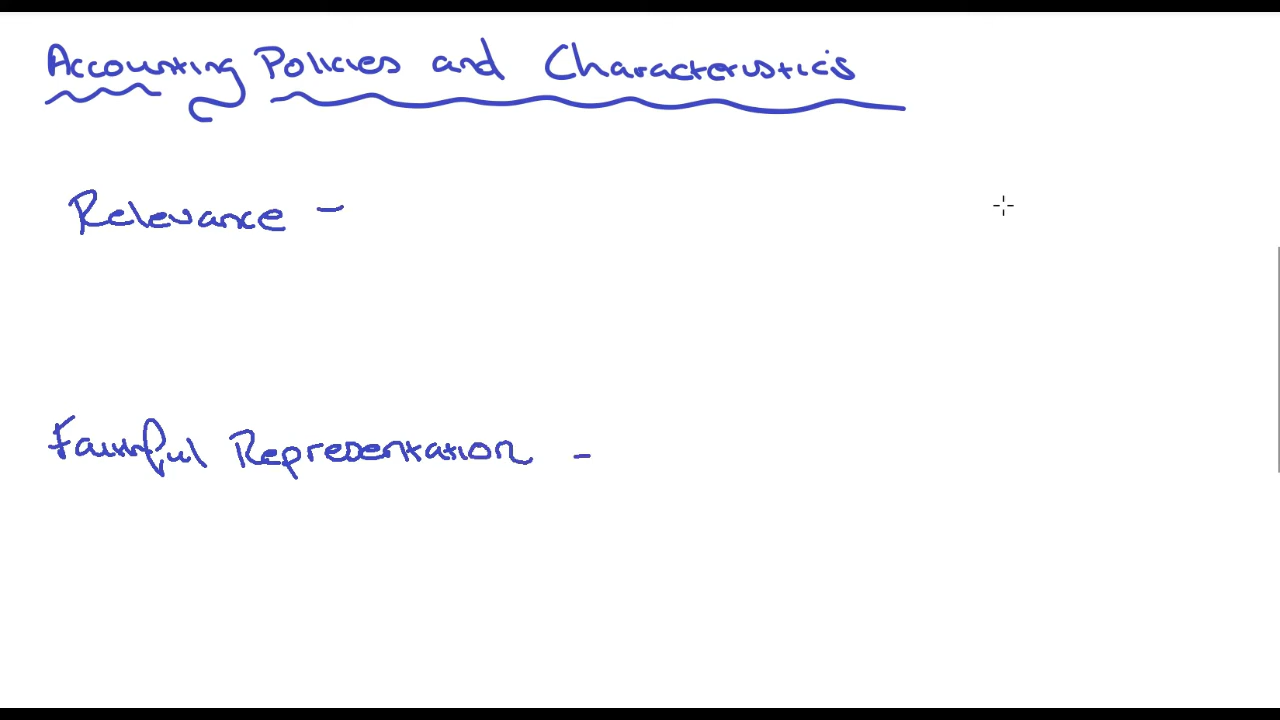 Accounting Policies and Characteristics
Relevance -
Faithful Representation -